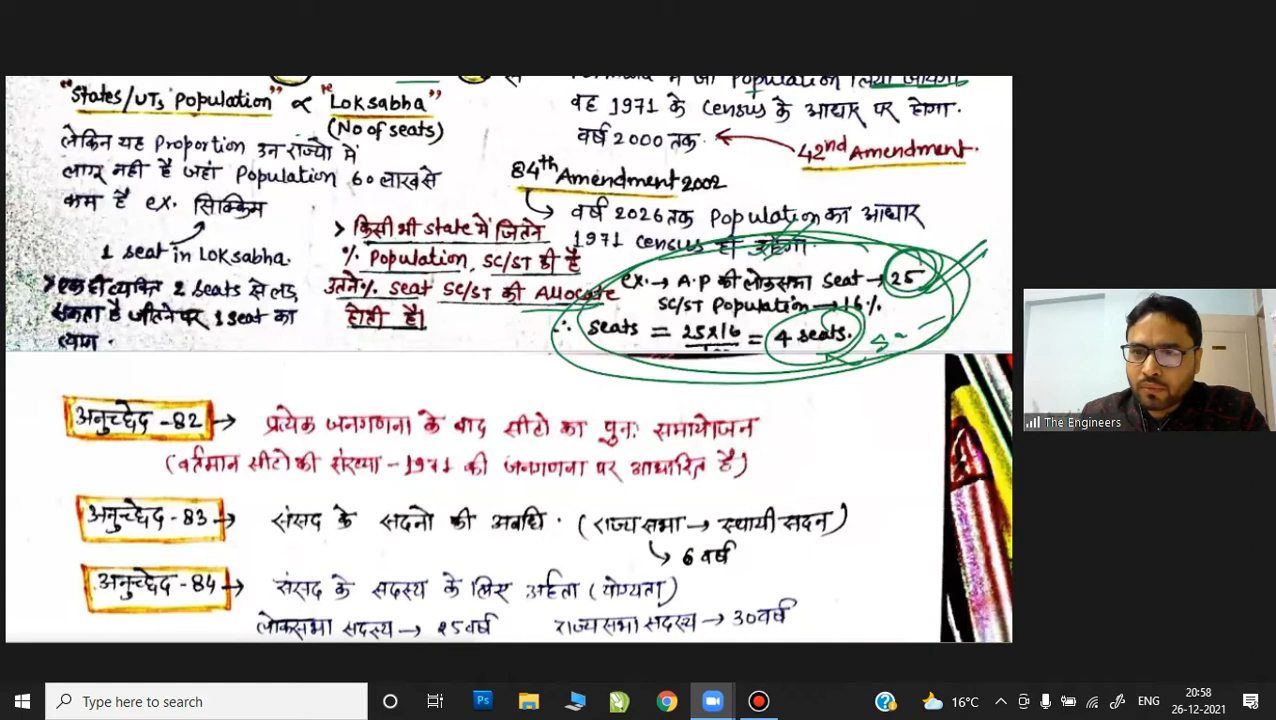 "States/UTs Population" ∝ "Loksabha"
(No of seats)
लेकिन यह Proportion उन राज्यो में
लागू नही है जहां Population 60 लाख से
कम है ex. सिक्किम
1 seat in Loksabha.
एक ही व्यक्ति 2 seats से लड़
सकता है जीतने पर 1 seat का
त्याग.
> किसी भी state में जितने
% Population, SC/ST की है
उतने % seat SC/ST को Allocate
होती है।
में जो Population लिया जायेगा
वह 1971 के Census के आधार पर होगा.
वर्ष 2000 तक.
42nd Amendment.
84th Amendment 2002
वर्ष 2026 तक Population का आधार
1971 census ही रहेगा.
ex. → A.P की लोकसभा seat → 25
SC/ST Population → 16%
∴ seats = 25x16 = 4 seats.
अनुच्छेद -82 → प्रत्येक जनगणना के बाद सीटो का पुनः समायोजन
(वर्तमान सीटो की संख्या - 1971 की जनगणना पर आधारित है)
अनुच्छेद -83 → संसद के सदनो की अवधि. (राज्यसभा → स्थायी सदन)
6 वर्ष
अनुच्छेद -84 → संसद के सदस्य के लिए अर्हता (योग्यता)
लोकसभा सदस्य → 25 वर्ष राज्यसभा सदस्य → 30 वर्ष
The Engineers
Type here to search
Ps
16°C
ENG
20:58
26-12-2021
3